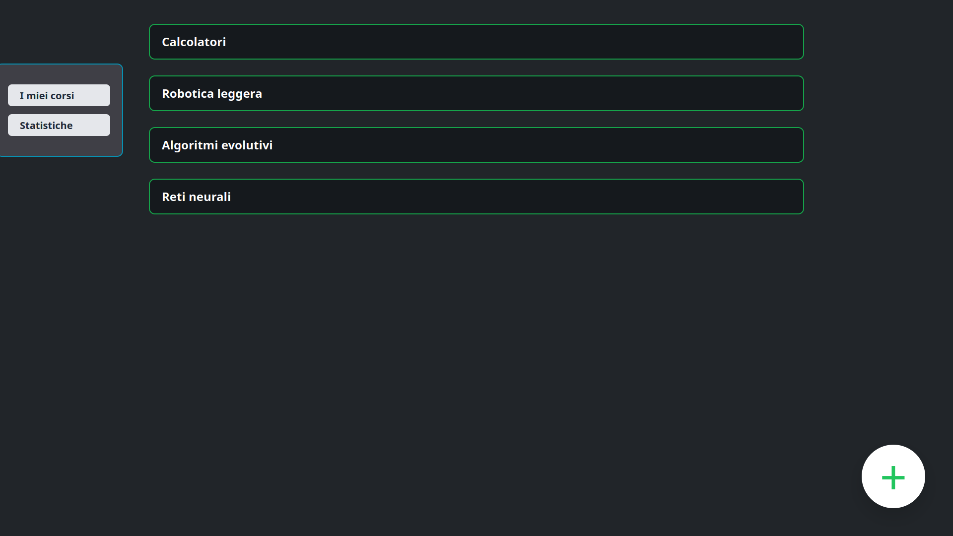 Calcolatori
I miei corsi
Robotica leggera
Statistiche
Algoritmi evolutivi
Reti neurali